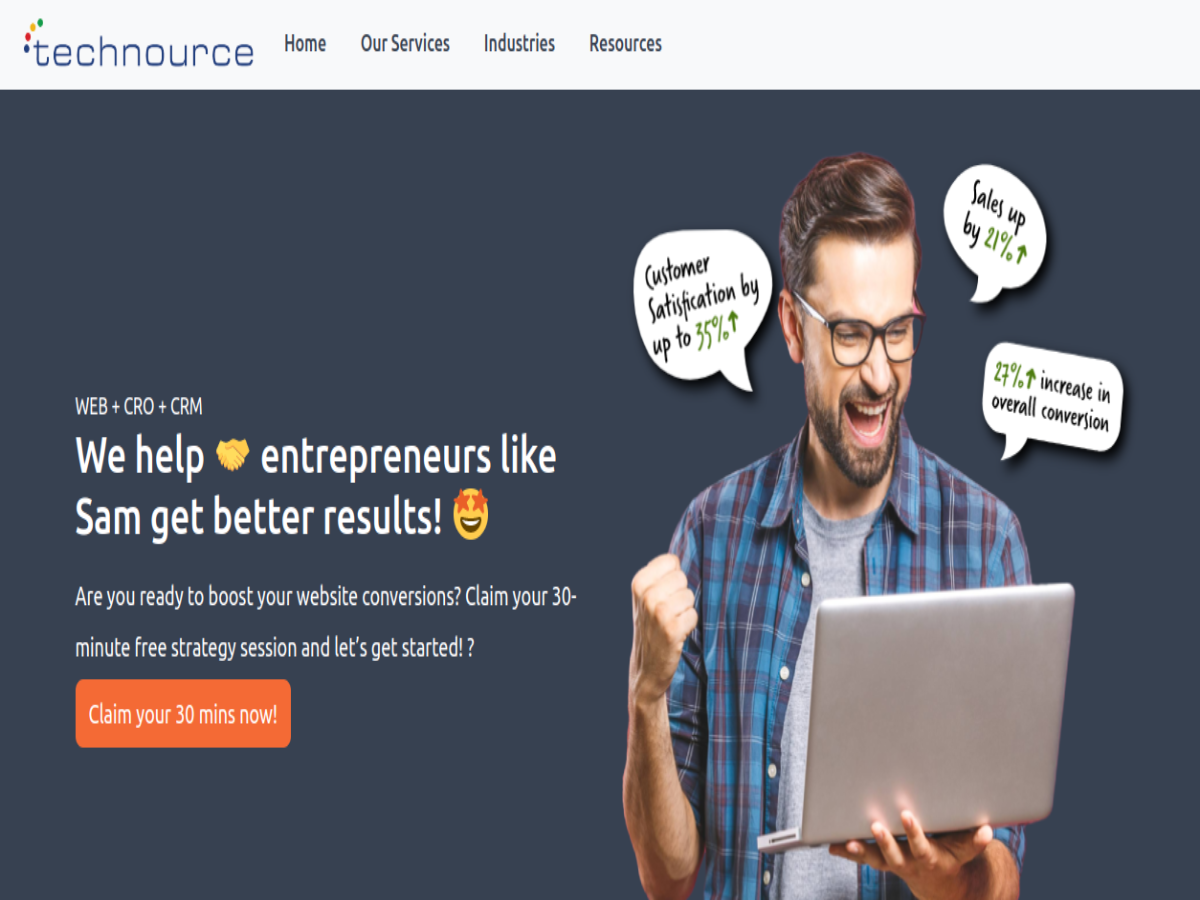 technource
Home
Our Services
Industries
Resources
Sales up
by 21%↑
Customer
Satisfication by
up to 35%↑
27%↑ increase in
overall conversion
WEB + CRO + CRM
We help 🤝 entrepreneurs like
Sam get better results! 🤩
Are you ready to boost your website conversions? Claim your 30-
minute free strategy session and let’s get started! ?
Claim your 30 mins now!